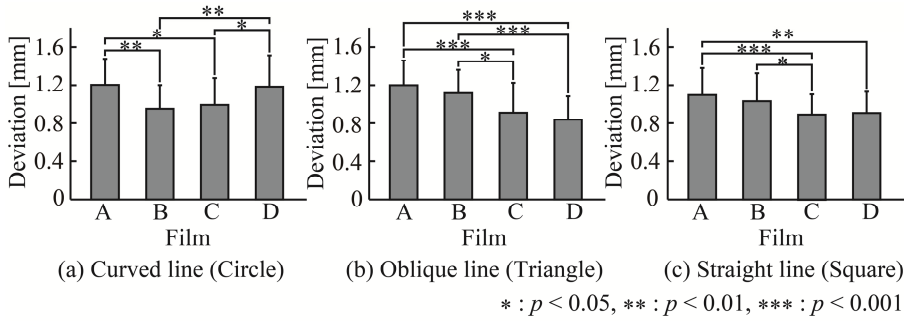 ** *** **
* * *** ***
** *** * *
Deviation [mm] 1.6 1.2 0.8 0.4 0
A B C D
Film
(a) Curved line (Circle)
Deviation [mm] 1.6 1.2 0.8 0.4 0
A B C D
Film
(b) Oblique line (Triangle)
Deviation [mm] 1.6 1.2 0.8 0.4 0
A B C D
Film
(c) Straight line (Square)
* : p < 0.05, ** : p < 0.01, *** : p < 0.001